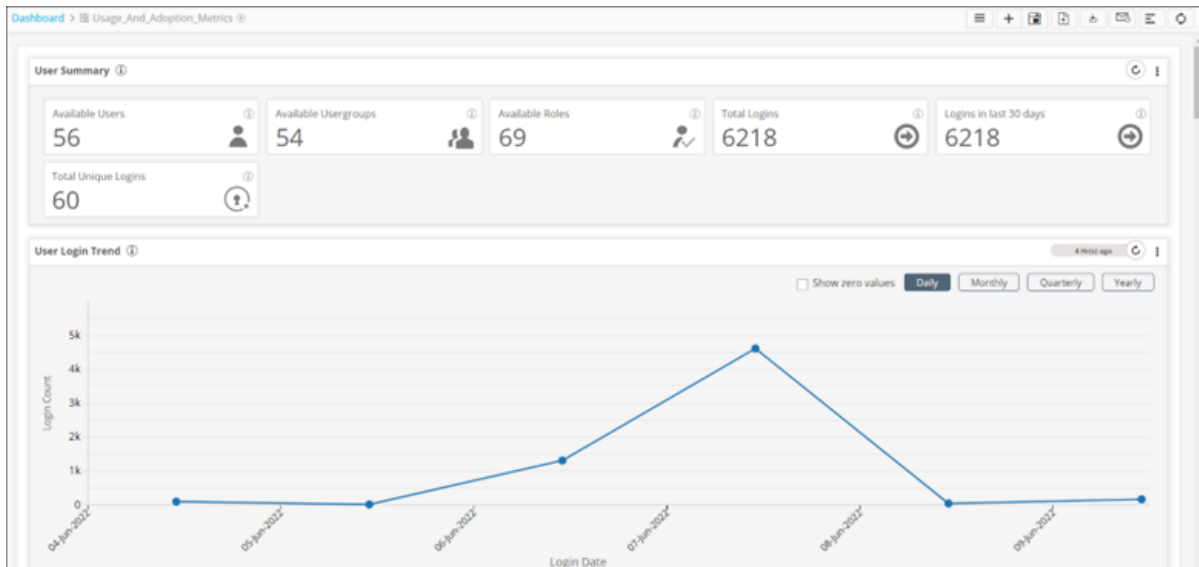 Dashboard > Usage_And_Adoption_Metrics
User Summary
Available Users
56
Available Usergroups
54
Available Roles
69
Total Logins
6218
Logins in last 30 days
6218
Total Unique Logins
60
User Login Trend
4 Hr(s) ago
Show zero values
Daily
Monthly
Quarterly
Yearly
5k
4k
3k
2k
1k
0
Login Count
04-Jun-2022
05-Jun-2022
06-Jun-2022
07-Jun-2022
08-Jun-2022
09-Jun-2022
Login Date